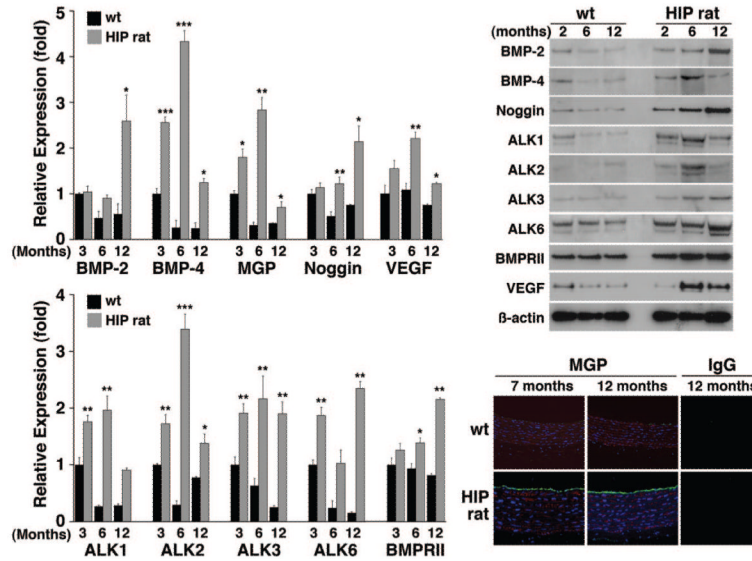 wt
HIP rat
Relative Expression (fold)
5
4
3
2
1
0
***
***
*
**
*
*
*
**
*
**
*
(Months) 3 6 12 3 6 12 3 6 12 3 6 12 3 6 12
BMP-2 BMP-4 MGP Noggin VEGF
wt
HIP rat
Relative Expression (fold)
4
3
2
1
0
**
**
**
***
*
**
**
**
**
**
*
**
(Months) 3 6 12 3 6 12 3 6 12 3 6 12 3 6 12
ALK1 ALK2 ALK3 ALK6 BMPRII
wt HIP rat
(months) 2 6 12 2 6 12
BMP-2
BMP-4
Noggin
ALK1
ALK2
ALK3
ALK6
BMPRII
VEGF
ß-actin
MGP IgG
7 months 12 months 12 months
wt
HIP
rat